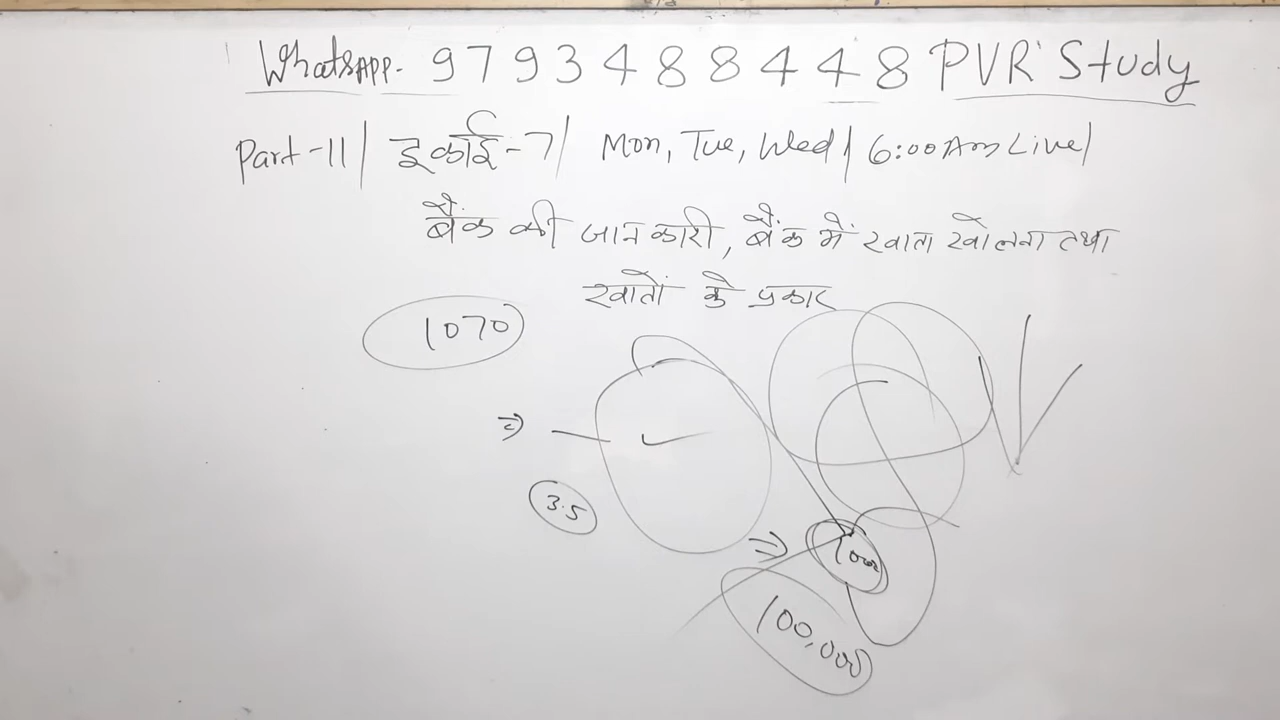 WhatsApp- 9793488448 PVR Study
Part-11 | इकाई-7 | Mon, Tue, Wed | 6:00 Am Live |
बैंक की जानकारी, बैंक में खाता खोलना तथा
खातों के प्रकार
1070
3.5
1000
100,000